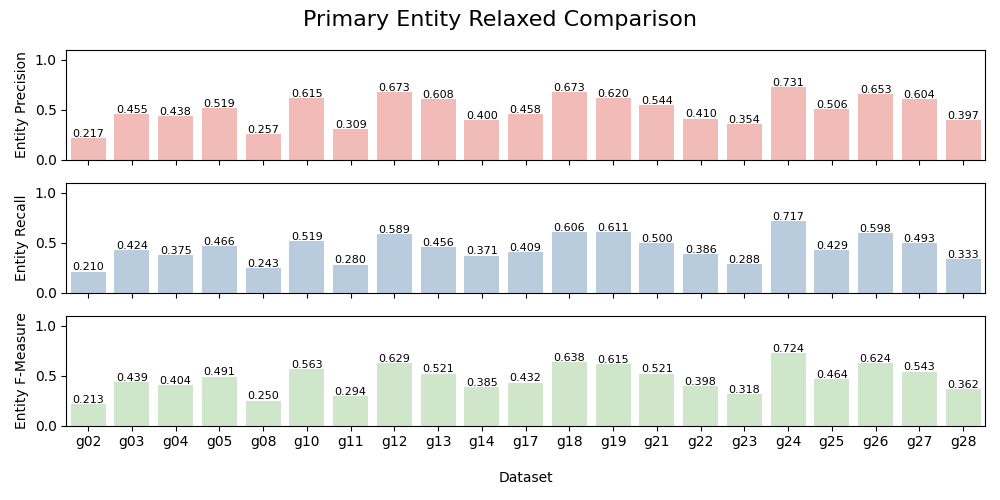 Primary Entity Relaxed Comparison
Entity Precision
1.0
0.5
0.0
0.217 0.455 0.438 0.519 0.257 0.615 0.309 0.673 0.608 0.400 0.458 0.673 0.620 0.544 0.410 0.354 0.731 0.506 0.653 0.604 0.397
Entity Recall
1.0
0.5
0.0
0.210 0.424 0.375 0.466 0.243 0.519 0.280 0.589 0.456 0.371 0.409 0.606 0.611 0.500 0.386 0.288 0.717 0.429 0.598 0.493 0.333
Entity F-Measure
1.0
0.5
0.0
0.213 0.439 0.404 0.491 0.250 0.563 0.294 0.629 0.521 0.385 0.432 0.638 0.615 0.521 0.398 0.318 0.724 0.464 0.624 0.543 0.362
g02 g03 g04 g05 g08 g10 g11 g12 g13 g14 g17 g18 g19 g21 g22 g23 g24 g25 g26 g27 g28
Dataset